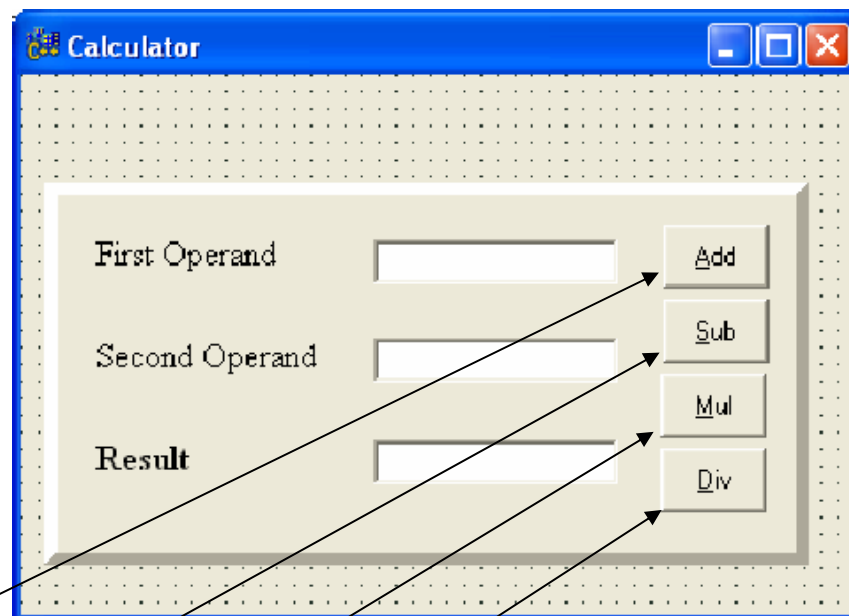 Calculator
First Operand
Add
Second Operand
Sub
Mul
Result
Div